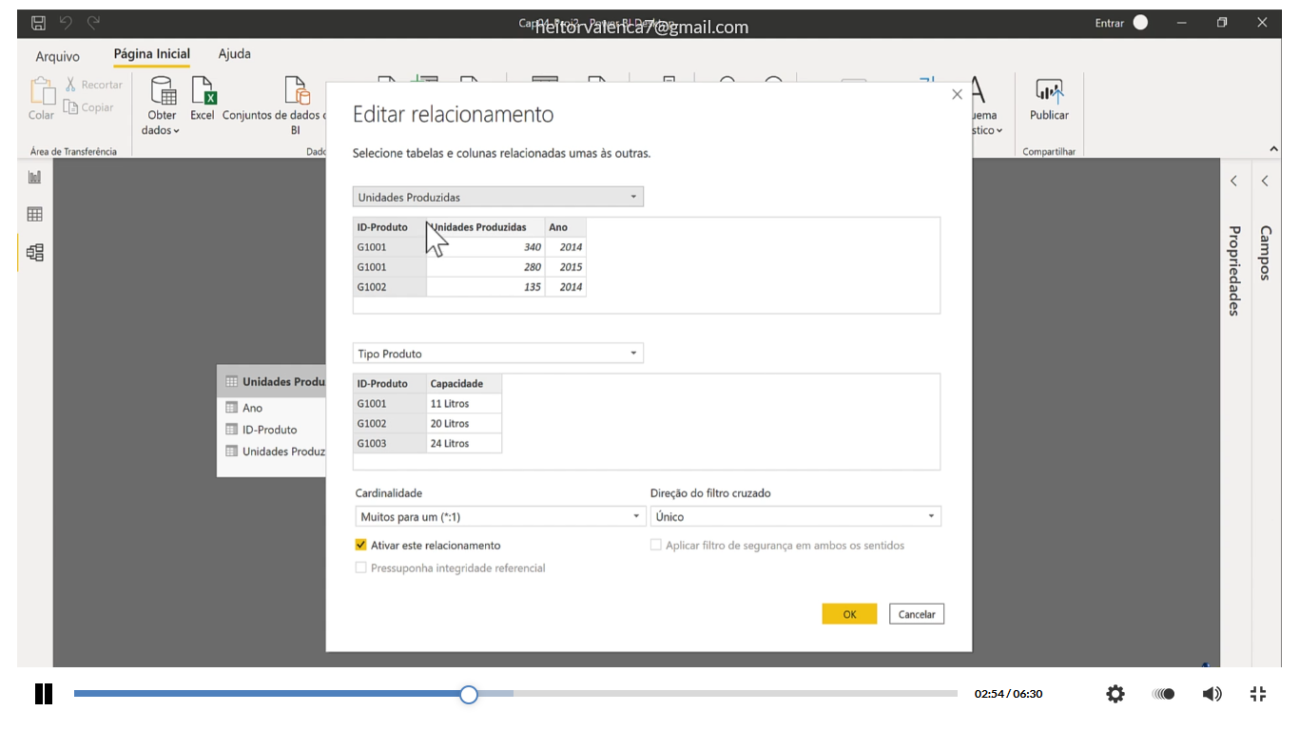 heitorvalenca7@gmail.com
Entrar
Arquivo Página Inicial Ajuda
Colar Recortar Copiar
Obter dados
Excel
Conjuntos de dados
BI
Publicar
Área de Transferência
Compartilhar
Editar relacionamento
Selecione tabelas e colunas relacionadas umas às outras.
Unidades Produzidas
ID-Produto Unidades Produzidas Ano
G1001 340 2014
G1001 280 2015
G1002 135 2014
Tipo Produto
ID-Produto Capacidade
G1001 11 Litros
G1002 20 Litros
G1003 24 Litros
Cardinalidade Direção do filtro cruzado
Muitos para um (*:1) Único
Ativar este relacionamento Aplicar filtro de segurança em ambos os sentidos
Pressuponha integridade referencial
OK Cancelar
Unidades Produ
Ano
ID-Produto
Unidades Produz
Propriedades
Campos
02:54 / 06:30